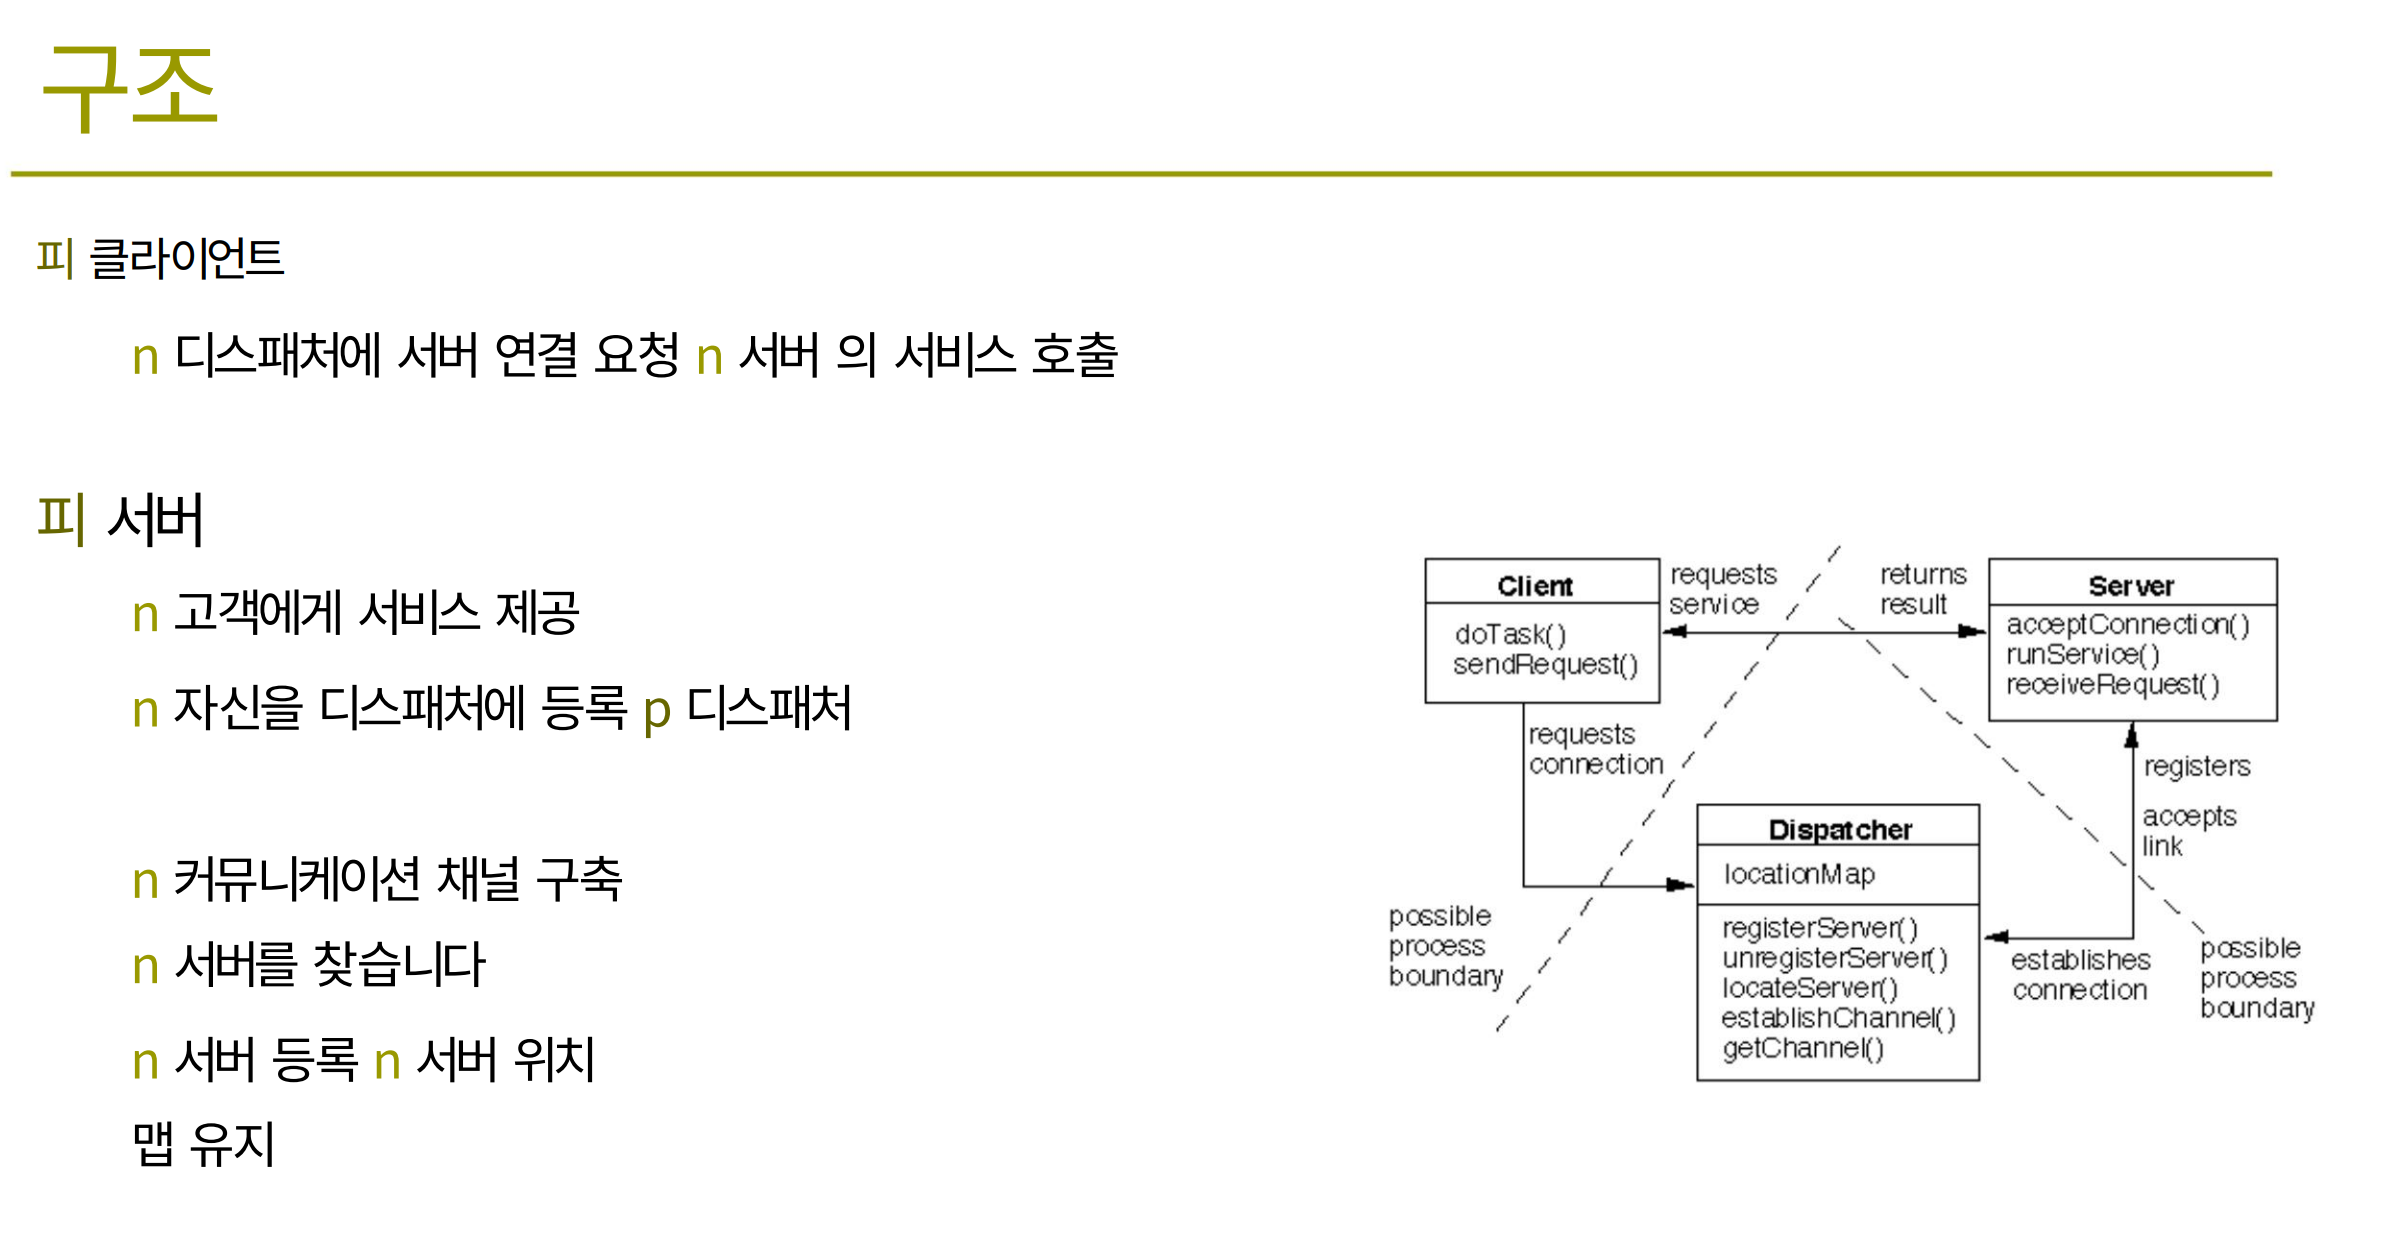 구조
피 클라이언트
n 디스패처에 서버 연결 요청 n 서버 의 서비스 호출
피 서버
n 고객에게 서비스 제공
n 자신을 디스패처에 등록 p 디스패처
n 커뮤니케이션 채널 구축
n 서버를 찾습니다
n 서버 등록 n 서버 위치
맵 유지
Client
doTask()
sendRequest()
requests
service
returns
result
Server
acceptConnection()
runService()
receiveRequest()
requests
connection
registers
accepts
link
Dispatcher
locationMap
registerServer()
unregisterServer()
locateServer()
establishChannel()
getChannel()
possible
process
boundary
establishes
connection
possible
process
boundary